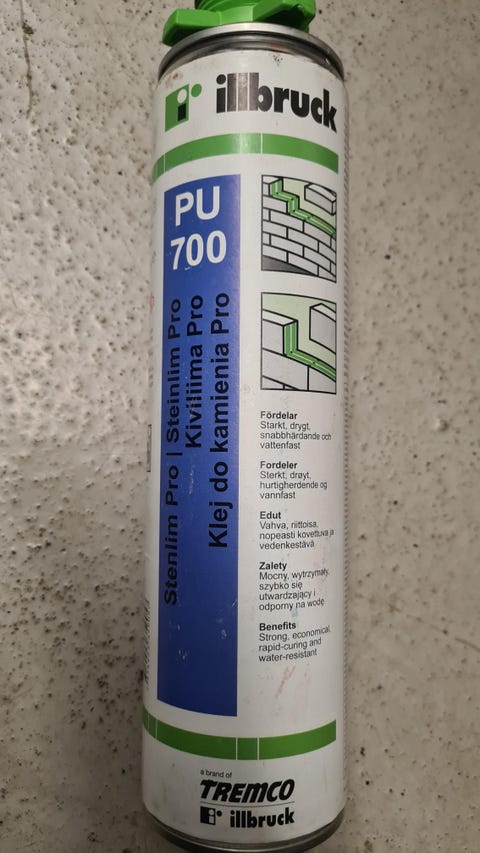 illbruck
PU
700
Stenlim Pro | Steinlim Pro
Kiviliima Pro
Klej do kamienia Pro
Fördelar
Starkt, drygt,
snabbhärdande och
vattenfast
Fordeler
Sterkt, drøyt,
hurtigherdende og
vannfast
Edut
Vahva, riittoisa,
nopeasti kovettuva ja
vedenkestävä
Zalety
Mocny, wytrzymały,
szybko się
utwardzający i
odporny na wodę
Benefits
Strong, economical,
rapid-curing and
water-resistant
a brand of
TREMCO
illbruck